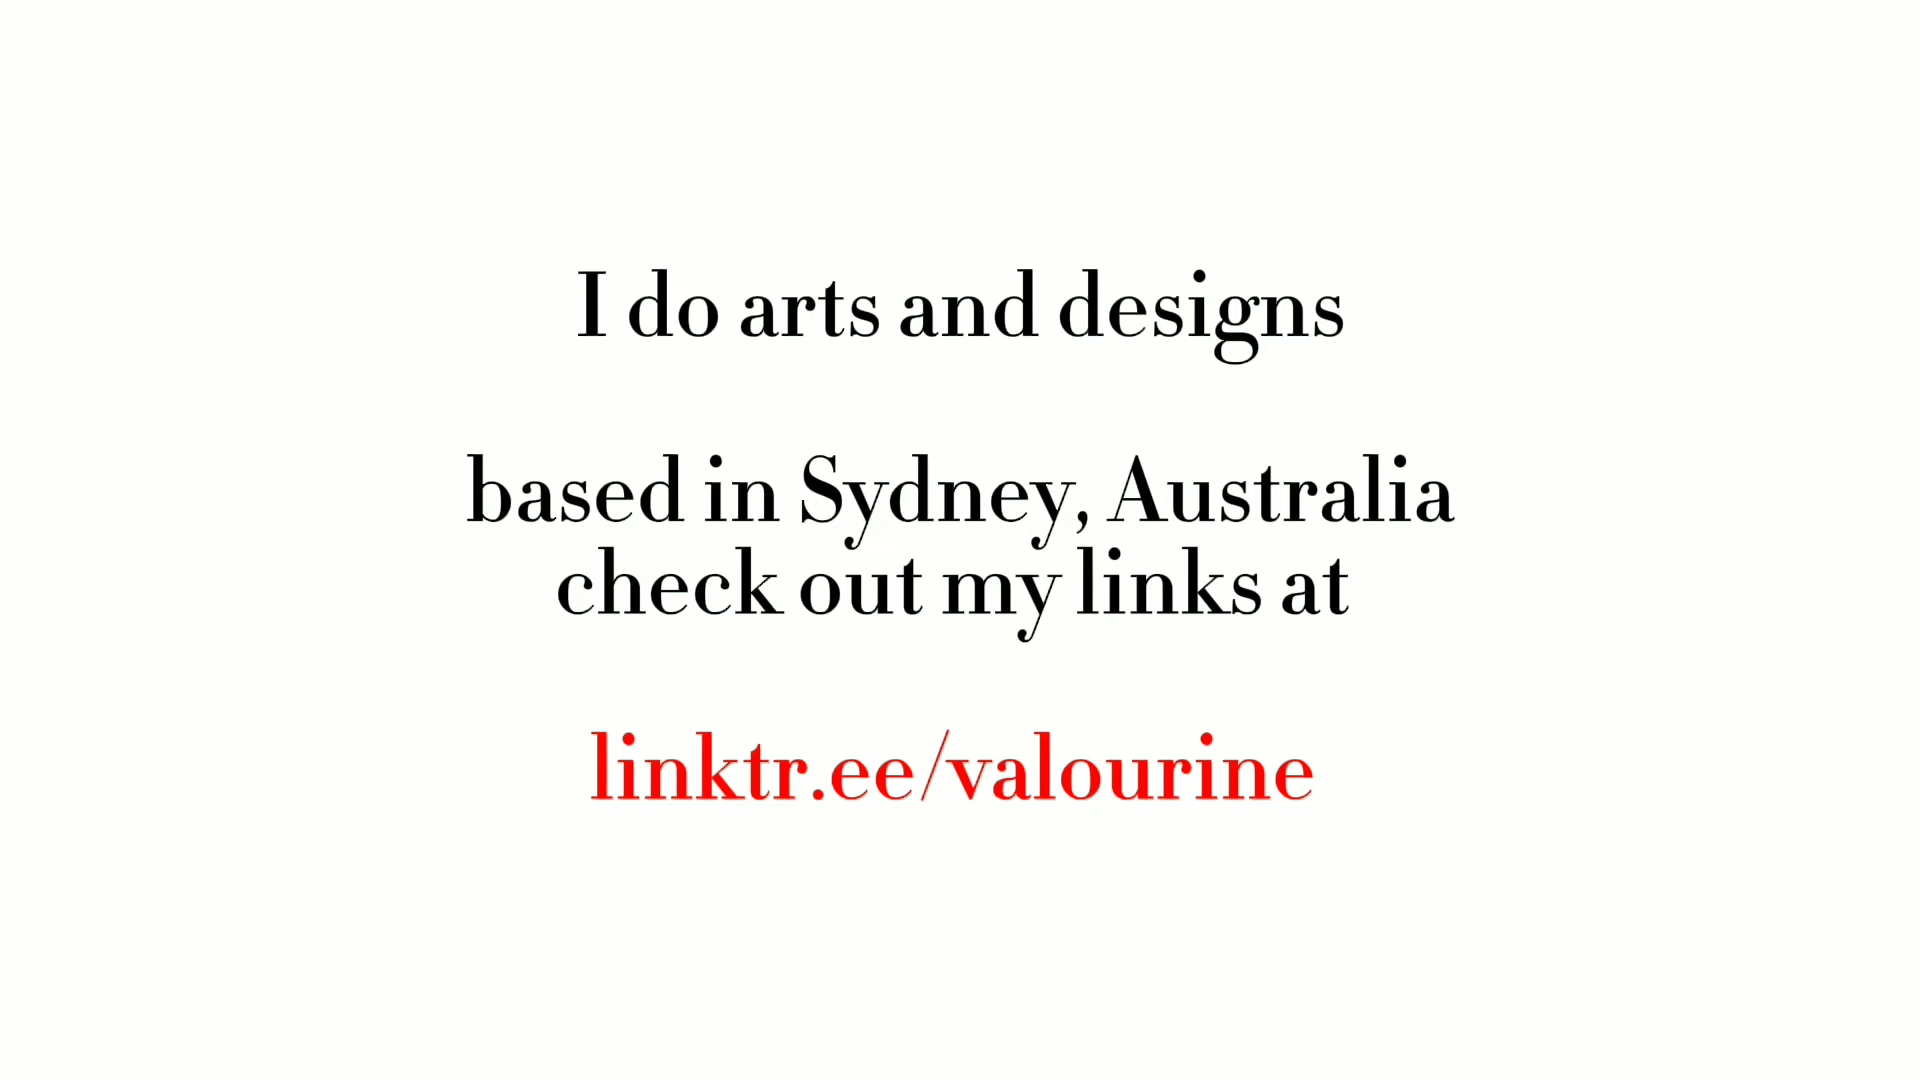 I do arts and designs
based in Sydney, Australia
check out my links at
linktr.ee/valourine